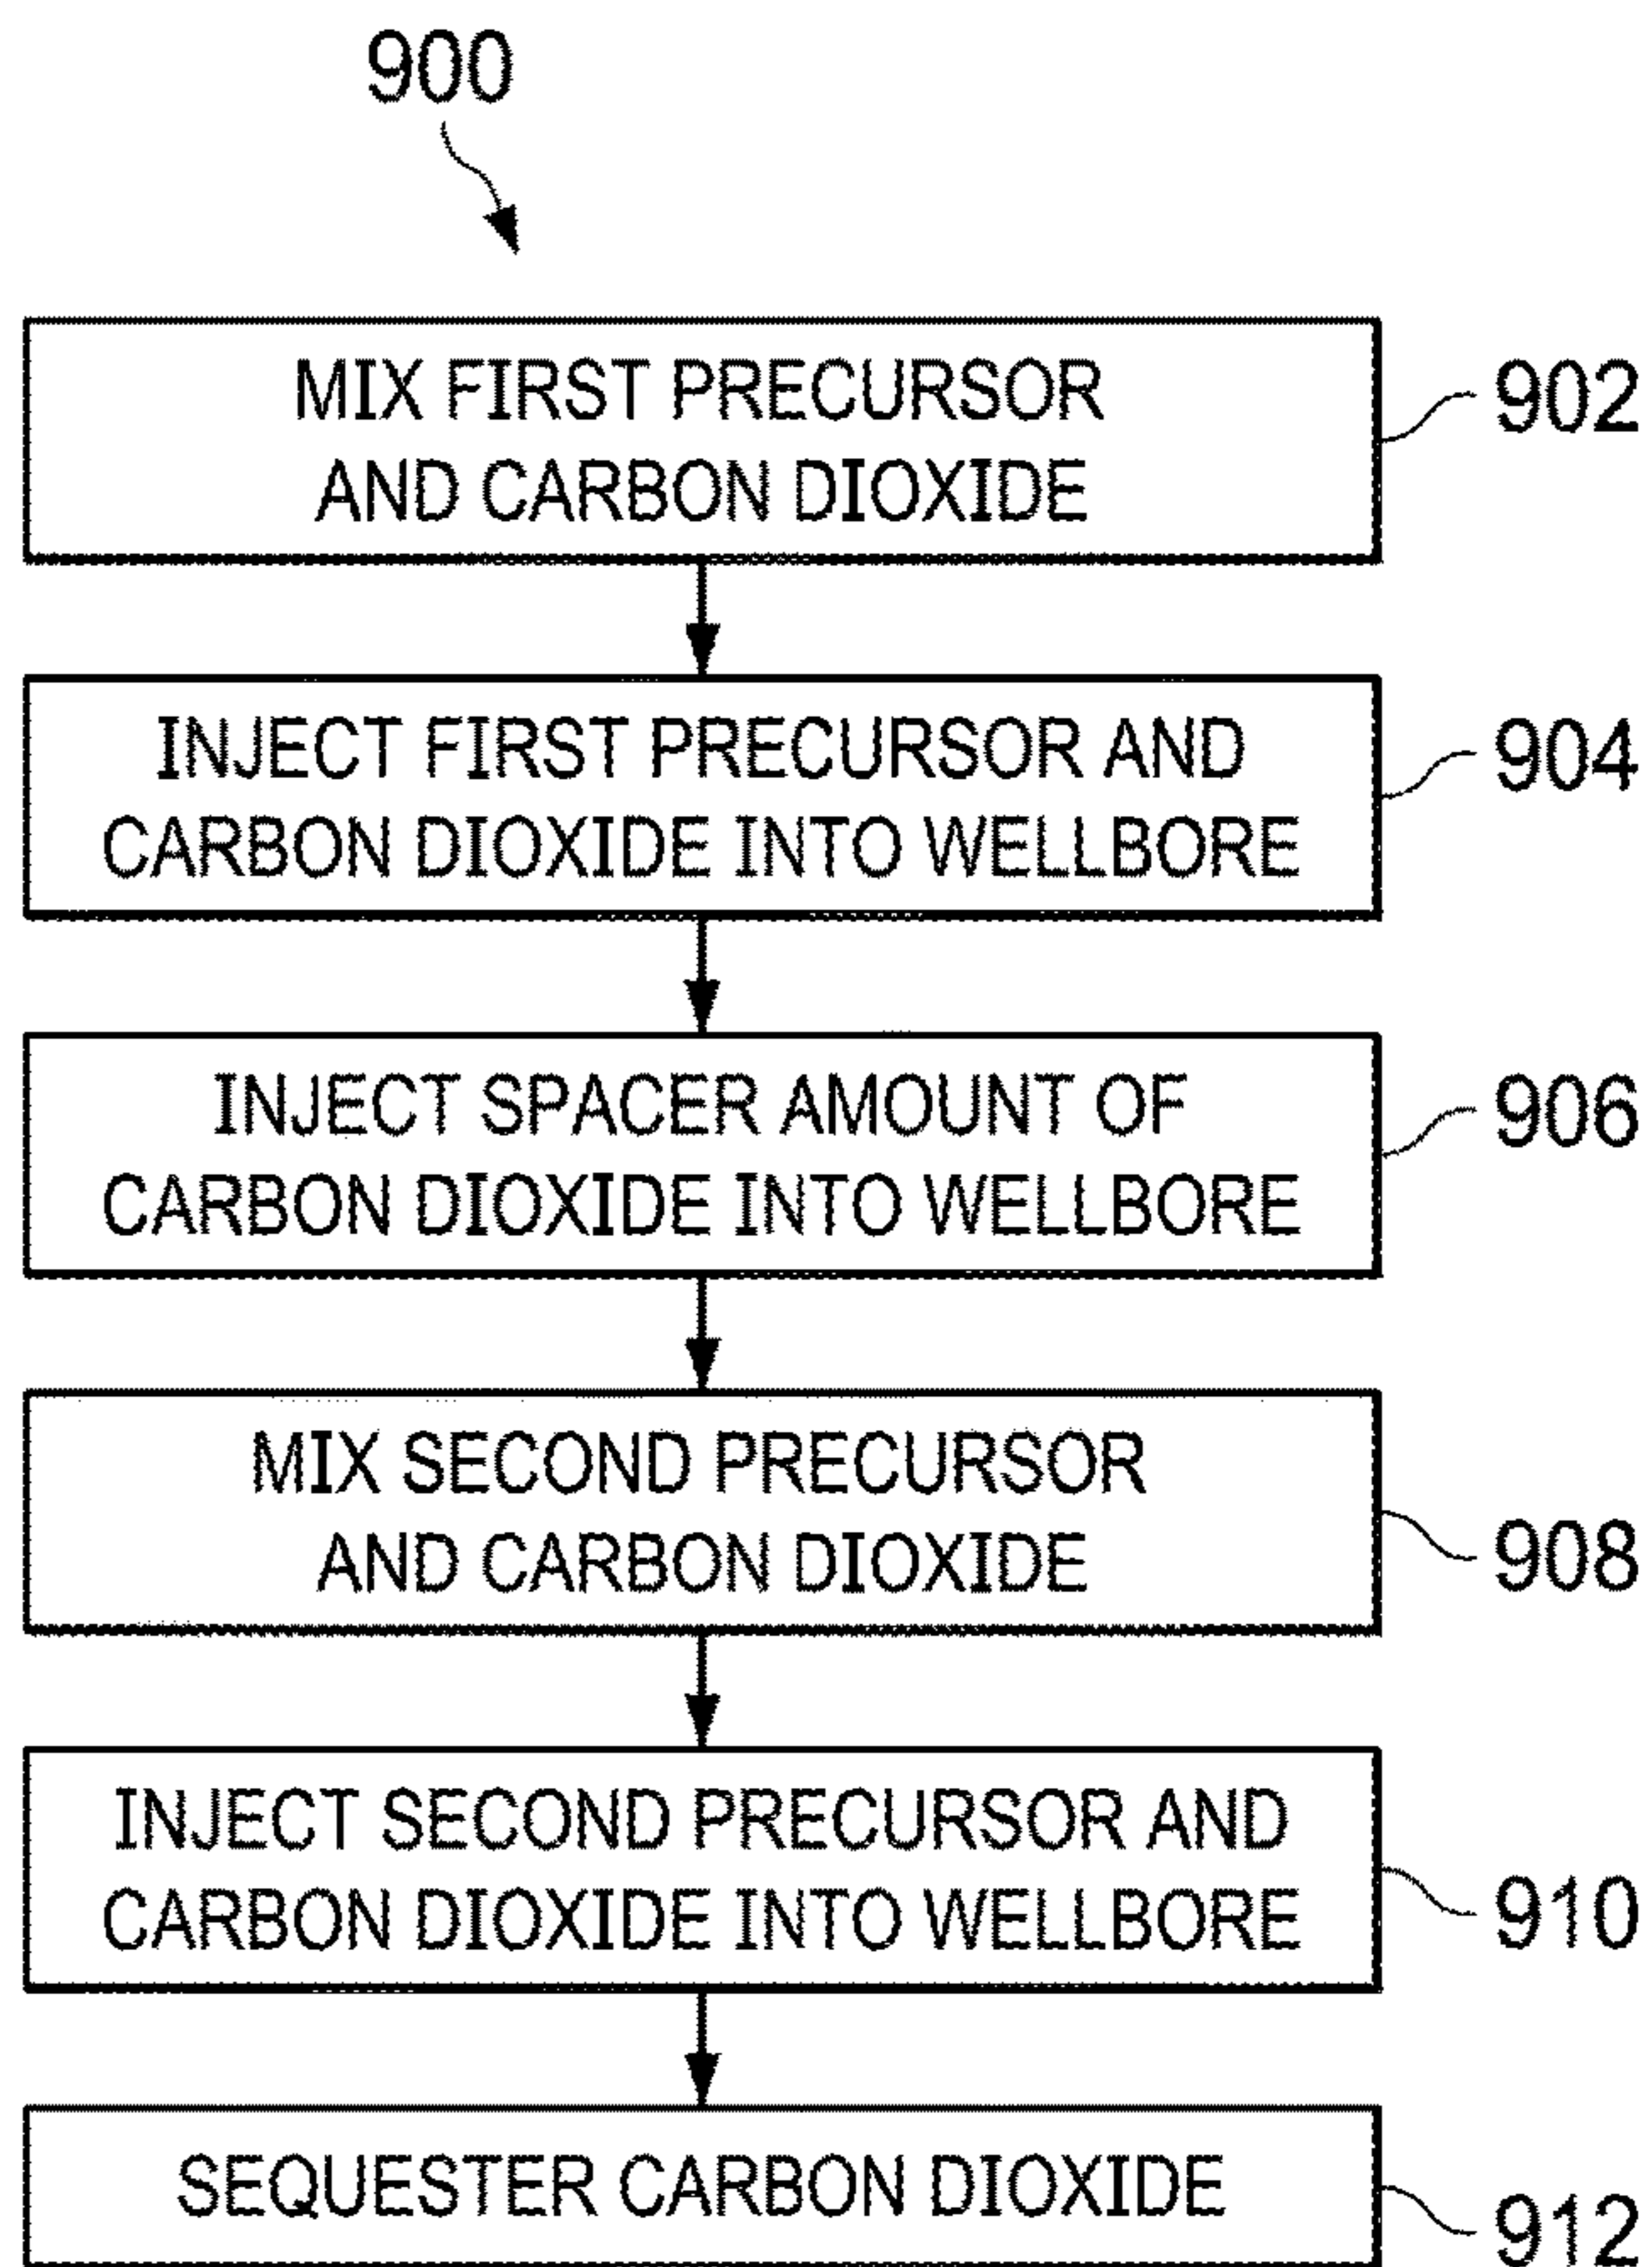 900
MIX FIRST PRECURSOR
AND CARBON DIOXIDE
902
INJECT FIRST PRECURSOR AND
CARBON DIOXIDE INTO WELLBORE
904
INJECT SPACER AMOUNT OF
CARBON DIOXIDE INTO WELLBORE
906
MIX SECOND PRECURSOR
AND CARBON DIOXIDE
908
INJECT SECOND PRECURSOR AND
CARBON DIOXIDE INTO WELLBORE
910
SEQUESTER CARBON DIOXIDE
912